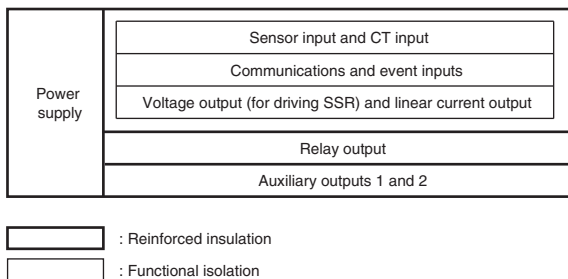 Power
supply
Sensor input and CT input
Communications and event inputs
Voltage output (for driving SSR) and linear current output
Relay output
Auxiliary outputs 1 and 2
: Reinforced insulation
: Functional isolation